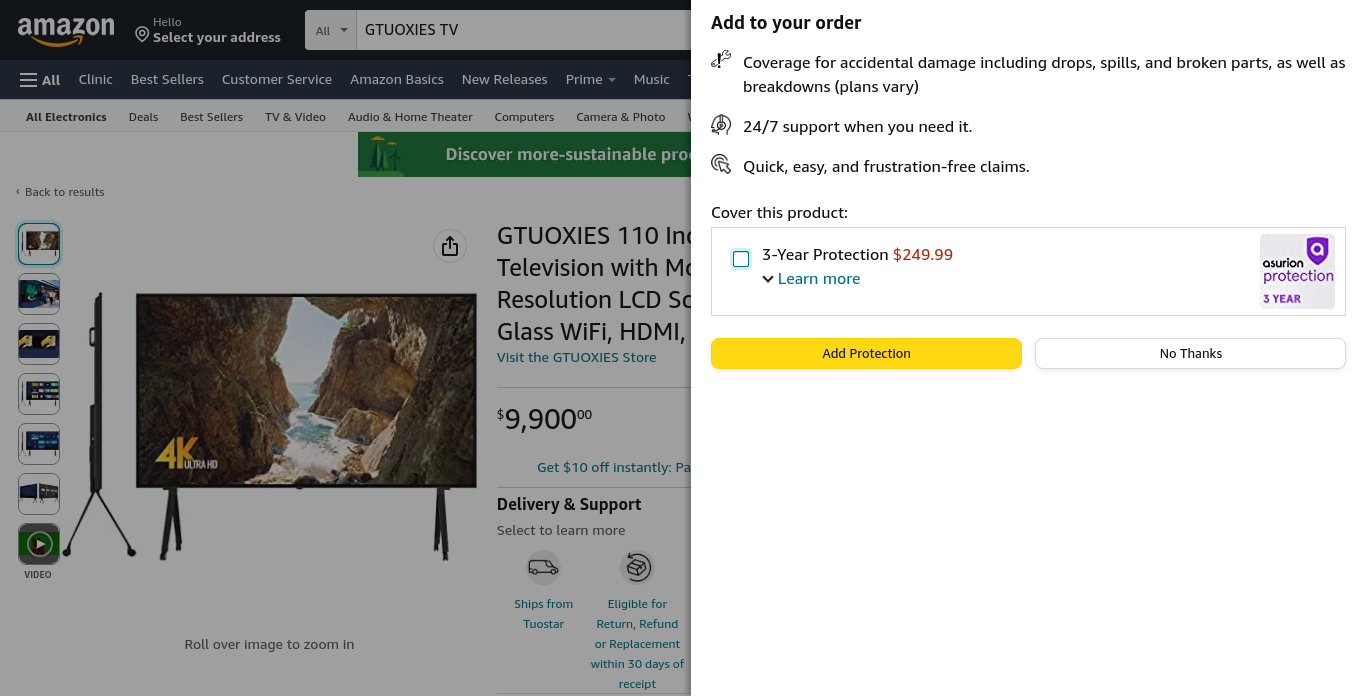 amazon
Hello
Select your address
All
GTUOXIES TV
All
Clinic
Best Sellers
Customer Service
Amazon Basics
New Releases
Prime
Music
All Electronics
Deals
Best Sellers
TV & Video
Audio & Home Theater
Computers
Camera & Photo
Discover more-sustainable pro
‹ Back to results
VIDEO
4K ULTRA HD
Roll over image to zoom in
GTUOXIES 110 Inc
Television with Mo
Resolution LCD Sc
Glass WiFi, HDMI,
Visit the GTUOXIES Store
$9,90000
Get $10 off instantly: Pa
Delivery & Support
Select to learn more
Ships from
Tuostar
Eligible for
Return, Refund
or Replacement
within 30 days of
receipt
Add to your order
Coverage for accidental damage including drops, spills, and broken parts, as well as
breakdowns (plans vary)
24/7 support when you need it.
Quick, easy, and frustration-free claims.
Cover this product:
3-Year Protection $249.99
Learn more
asurion
protection
3 YEAR
Add Protection
No Thanks